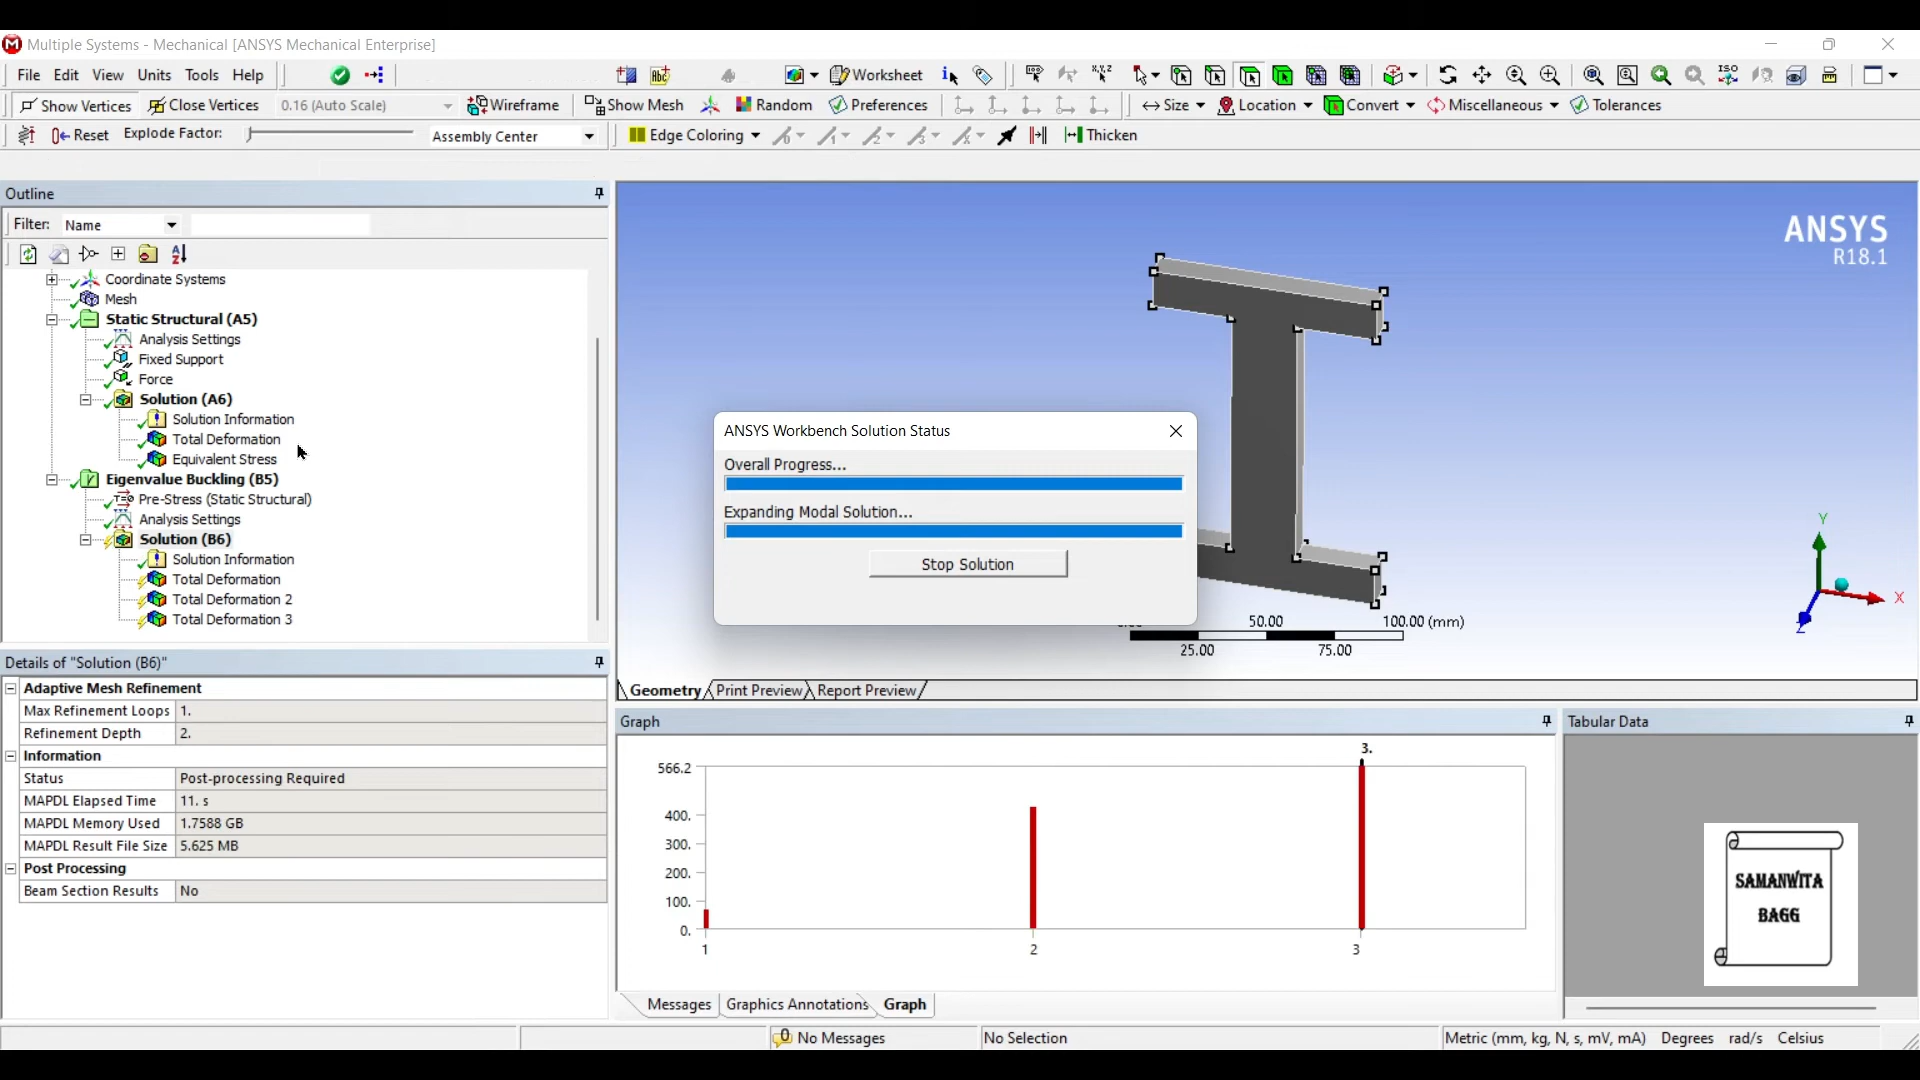 Multiple Systems - Mechanical [ANSYS Mechanical Enterprise]
File Edit View Units Tools Help Worksheet
Show Vertices Close Vertices 0.16 (Auto Scale) Wireframe Show Mesh Random Preferences Size Location Convert Miscellaneous Tolerances
Reset Explode Factor: Assembly Center Edge Coloring Thicken
Outline
Filter: Name
Coordinate Systems
Mesh
Static Structural (A5)
Analysis Settings
Fixed Support
Force
Solution (A6)
Solution Information
Total Deformation
Equivalent Stress
Eigenvalue Buckling (B5)
Pre-Stress (Static Structural)
Analysis Settings
Solution (B6)
Solution Information
Total Deformation
Total Deformation 2
Total Deformation 3
Details of "Solution (B6)"
Adaptive Mesh Refinement
Max Refinement Loops 1.
Refinement Depth 2.
Information
Status Post-processing Required
MAPDL Elapsed Time 11. s
MAPDL Memory Used 1.7588 GB
MAPDL Result File Size 5.625 MB
Post Processing
Beam Section Results No
ANSYS
R18.1
ANSYS Workbench Solution Status
Overall Progress...
Expanding Modal Solution...
Stop Solution
50.00 100.00 (mm)
25.00 75.00
Y
X
Z
Geometry Print Preview Report Preview
Graph
3.
566.2
400.
300.
200.
100.
0.
1 2 3
Messages Graphics Annotations Graph
Tabular Data
SAMANWITA
BAGG
No Messages No Selection Metric (mm, kg, N, s, mV, mA) Degrees rad/s Celsius